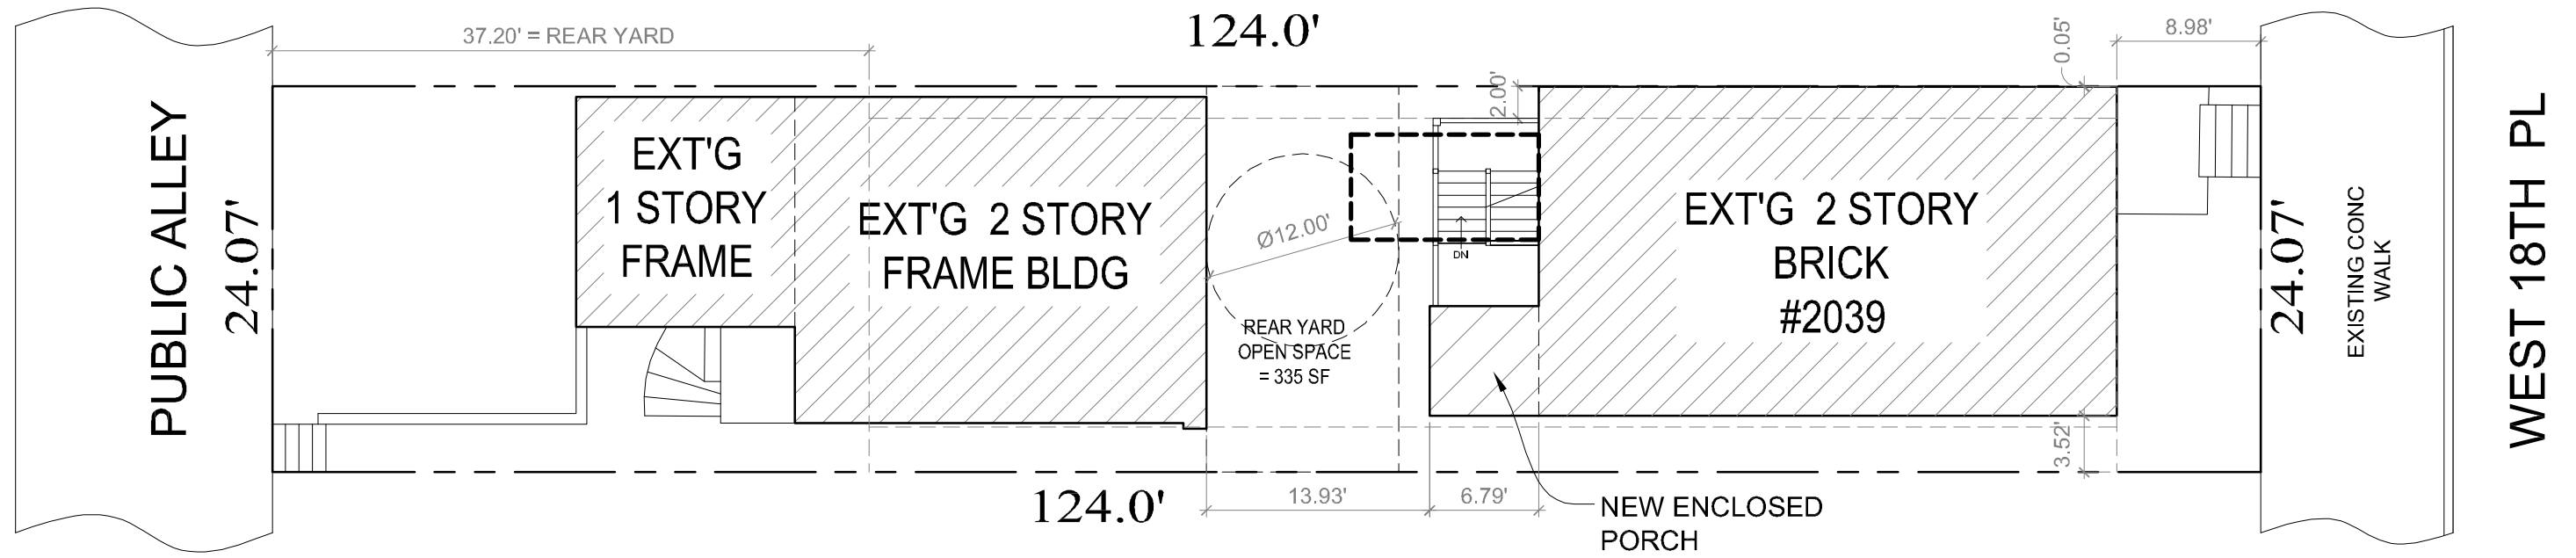 37.20' = REAR YARD
124.0'
0.05'
8.98'
2.00'
PUBLIC ALLEY
24.07'
EXT'G
1 STORY
FRAME
EXT'G 2 STORY
FRAME BLDG
Ø12.00'
DN
REAR YARD
OPEN SPACE
= 335 SF
EXT'G 2 STORY
BRICK
#2039
24.07'
EXISTING CONC
WALK
WEST 18TH PL
3.52'
124.0'
13.93'
6.79'
NEW ENCLOSED
PORCH